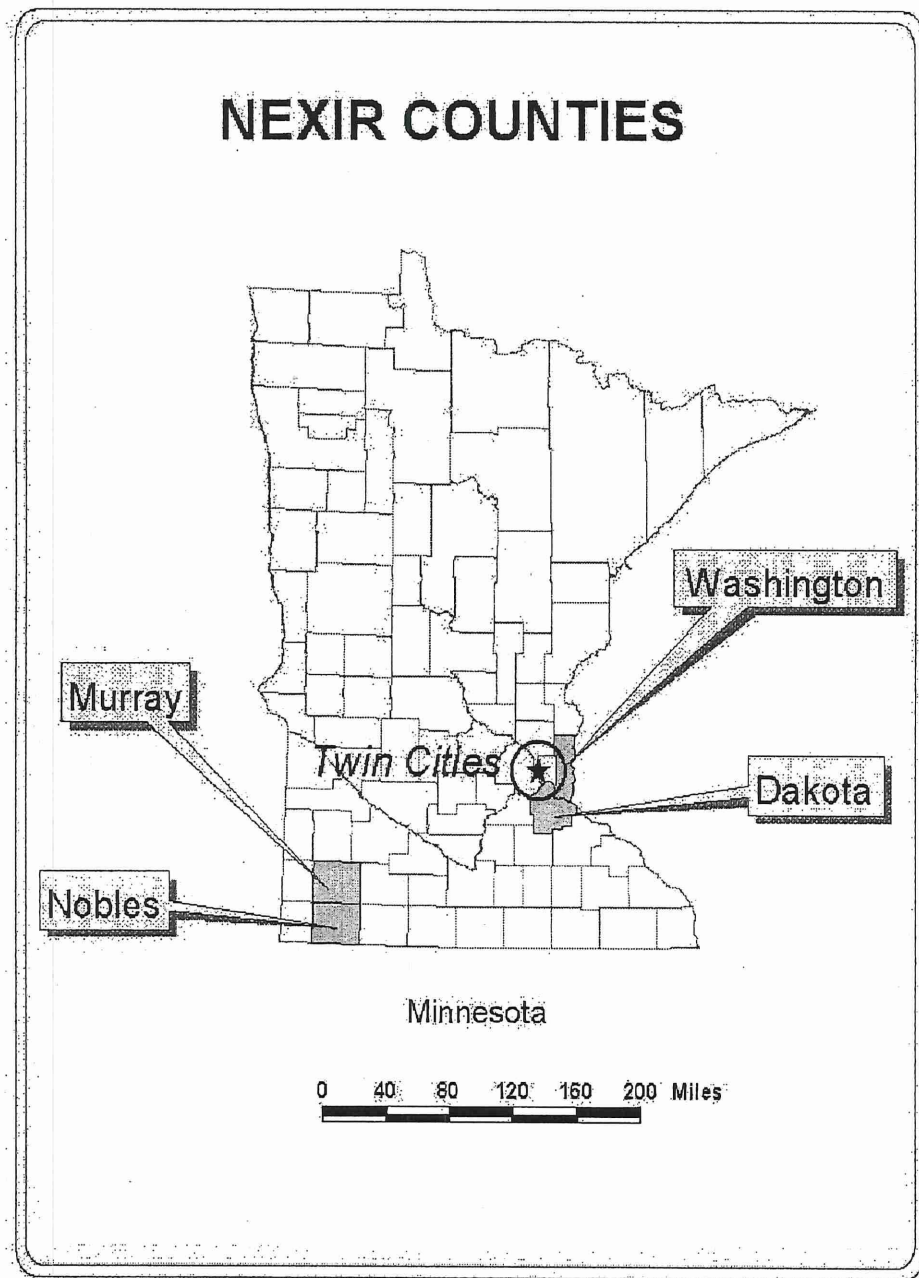 NEXIR COUNTIES
Washington
Murray
Twin Cities
Dakota
Nobles
Minnesota
0 40 80 120 160 200 Miles